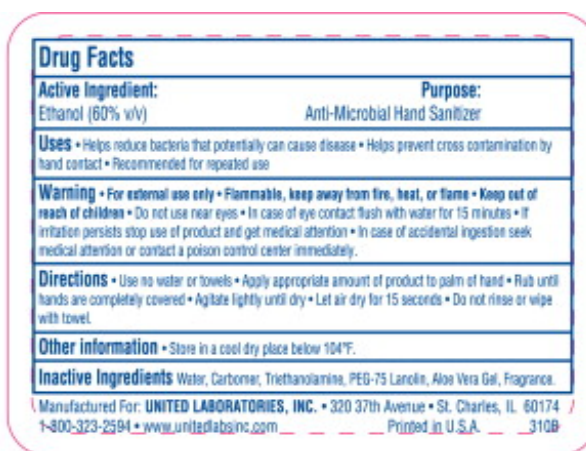 Drug Facts
Active Ingredient: Purpose:
Ethanol (60% v/v) Anti-Microbial Hand Sanitizer
Uses • Helps reduce bacteria that potentially can cause disease • Helps prevent cross contamination by
hand contact • Recommended for repeated use
Warning • For external use only • Flammable, keep away from fire, heat, or flame • Keep out of
reach of children • Do not use near eyes • In case of eye contact flush with water for 15 minutes • If
irritation persists stop use of product and get medical attention • In case of accidental ingestion seek
medical attention or contact a poison control center immediately.
Directions • Use no water or towels • Apply appropriate amount of product to palm of hand • Rub until
hands are completely covered • Agitate lightly until dry • Let air dry for 15 seconds • Do not rinse or wipe
with towel.
Other information • Store in a cool dry place below 104°F.
Inactive Ingredients Water, Carbomer, Triethanolamine, PEG-75 Lanolin, Aloe Vera Gel, Fragrance.
Manufactured For: UNITED LABORATORIES, INC. • 320 37th Avenue • St. Charles, IL 60174
1-800-323-2594 • www.unitedlabsinc.com Printed in U.S.A. 310B